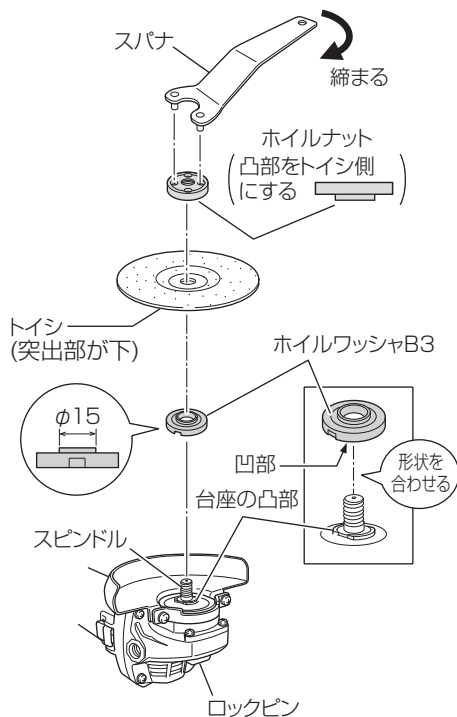 スパナ
締まる
ホイルナット
(凸部をトイシ側
にする)
トイシ
(突出部が下)
ホイルワッシャB3
φ15
凹部
形状を
合わせる
台座の凸部
スピンドル
ロックピン